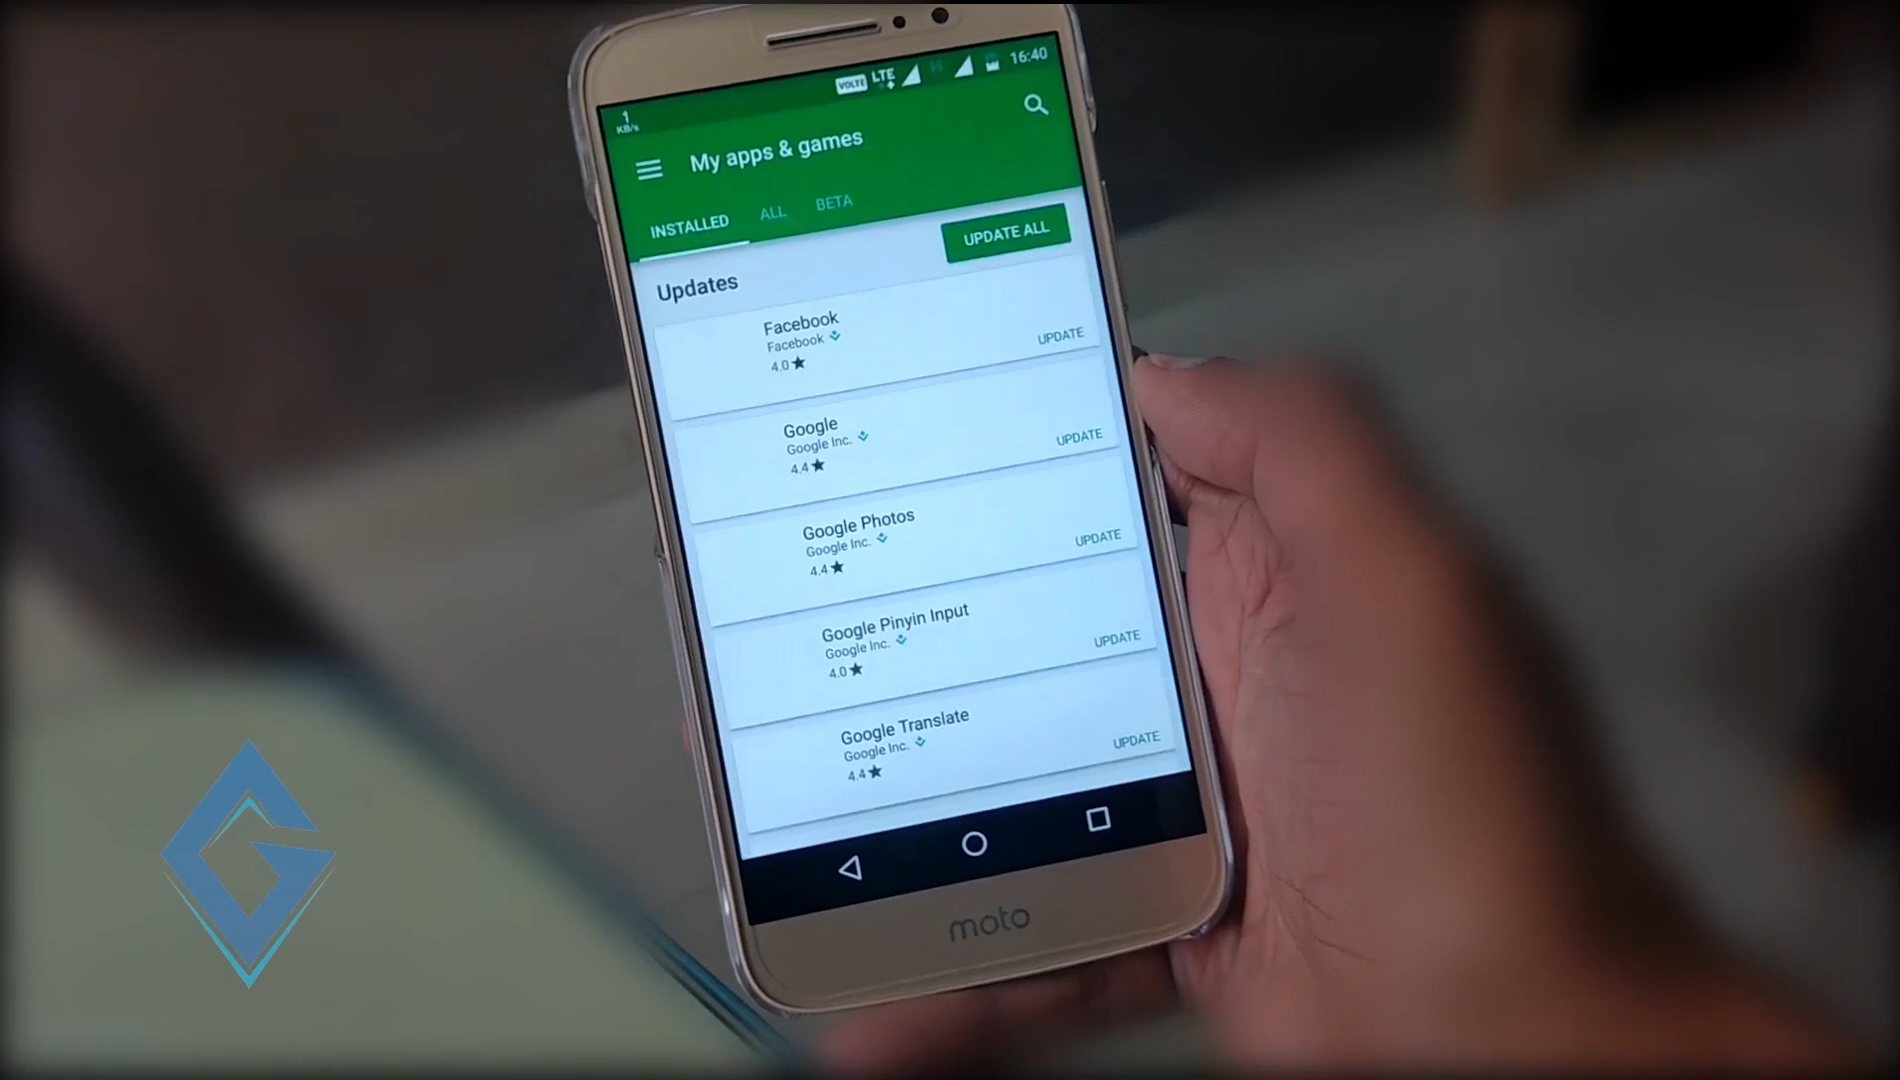 VOLTE LTE H 16:40
1
KB/s
My apps & games
INSTALLED ALL BETA
UPDATE ALL
Updates
Facebook
Facebook
4.0★
UPDATE
Google
Google Inc.
4.4★
UPDATE
Google Photos
Google Inc.
4.4★
UPDATE
Google Pinyin Input
Google Inc.
4.0★
UPDATE
Google Translate
Google Inc.
4.4★
UPDATE
moto
G